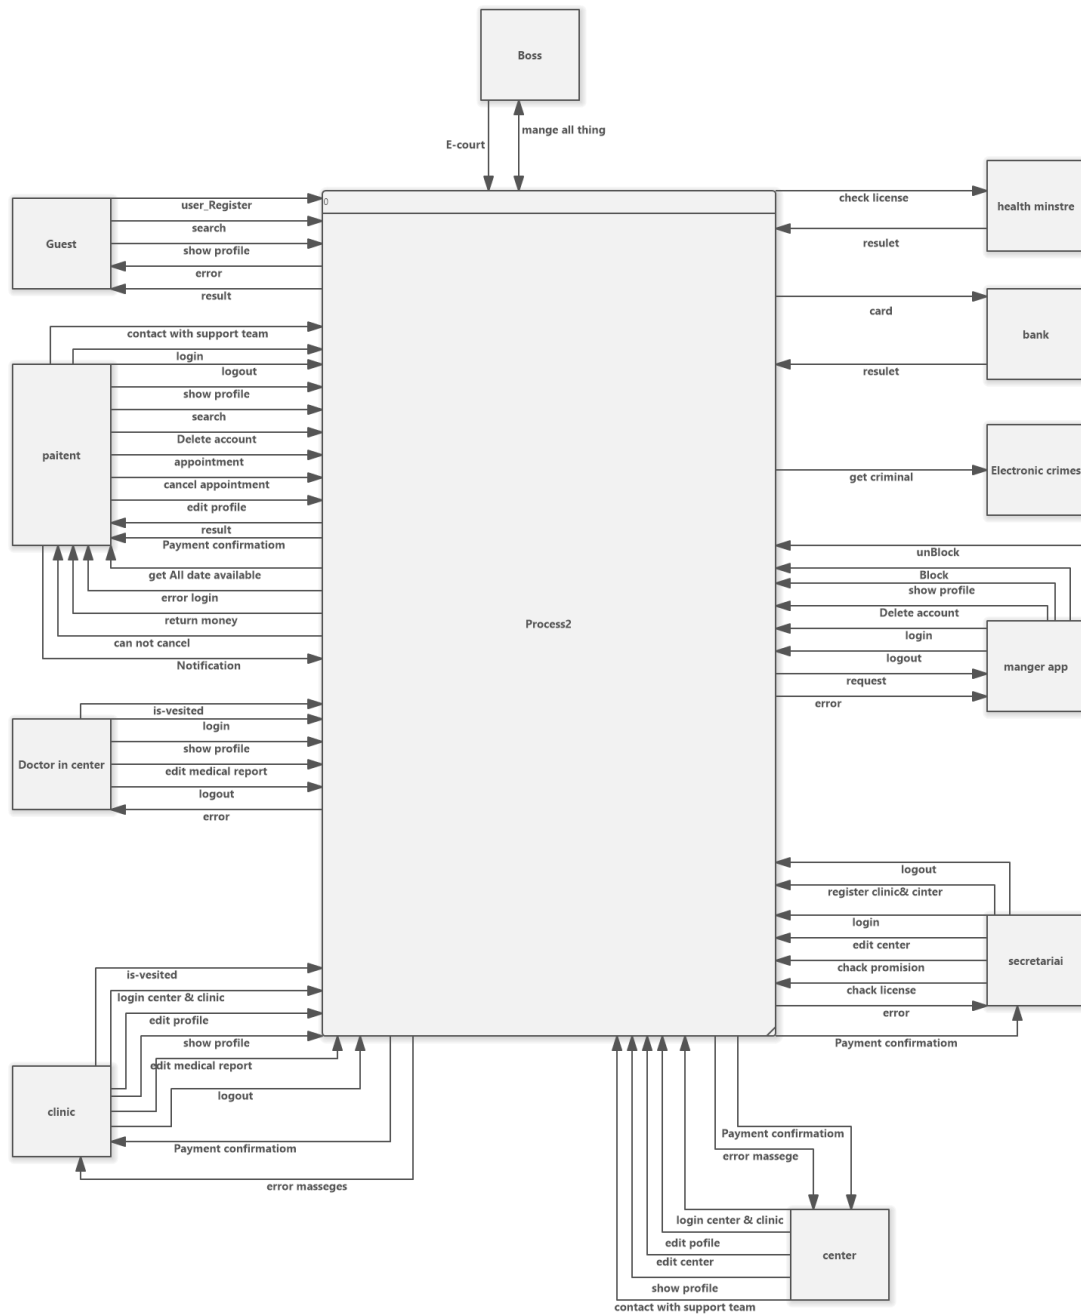 Boss
E-court
mange all thing
0
Guest
user_Register
search
show profile
error
result
check license
health minstre
resulet
card
bank
resulet
contact with support team
login
logout
show profile
search
Delete account
appointment
cancel appointment
edit profile
result
Payment confirmatiom
get All date available
error login
return money
can not cancel
Notification
paitent
Process2
get criminal
Electronic crimes
unBlock
Block
show profile
Delete account
login
logout
request
error
manger app
is-vesited
login
show profile
edit medical report
logout
error
Doctor in center
logout
register clinic& cinter
login
edit center
chack promision
chack license
error
Payment confirmatiom
secretariai
is-vesited
login center & clinic
edit profile
show profile
edit medical report
logout
Payment confirmatiom
error masseges
clinic
Payment confirmatiom
error massege
login center & clinic
edit pofile
edit center
show profile
contact with support team
center